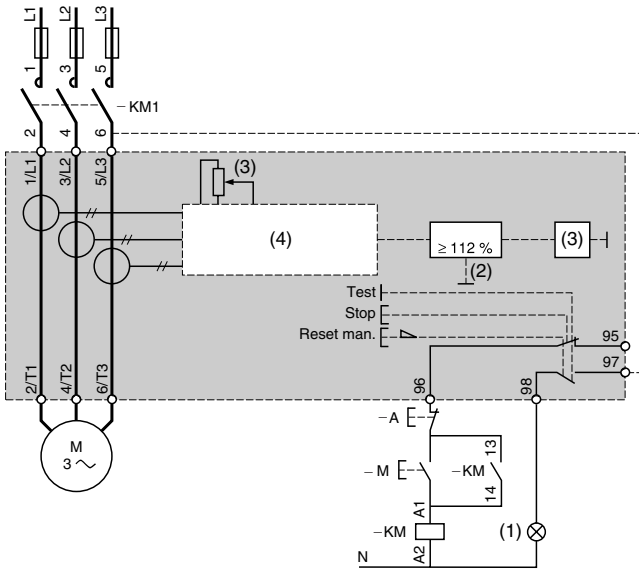 L1
L2
L3
1
3
5
–KM1
2
4
6
1/L1
3/L2
5/L3
(3)
(4)
≥ 112 %
(3)
(2)
Test
Stop
Reset man.
95
97
2/T1
4/T2
6/T3
96
98
–A
M
3
–M
–KM
13
14
A1
–KM
(1)
A2
N